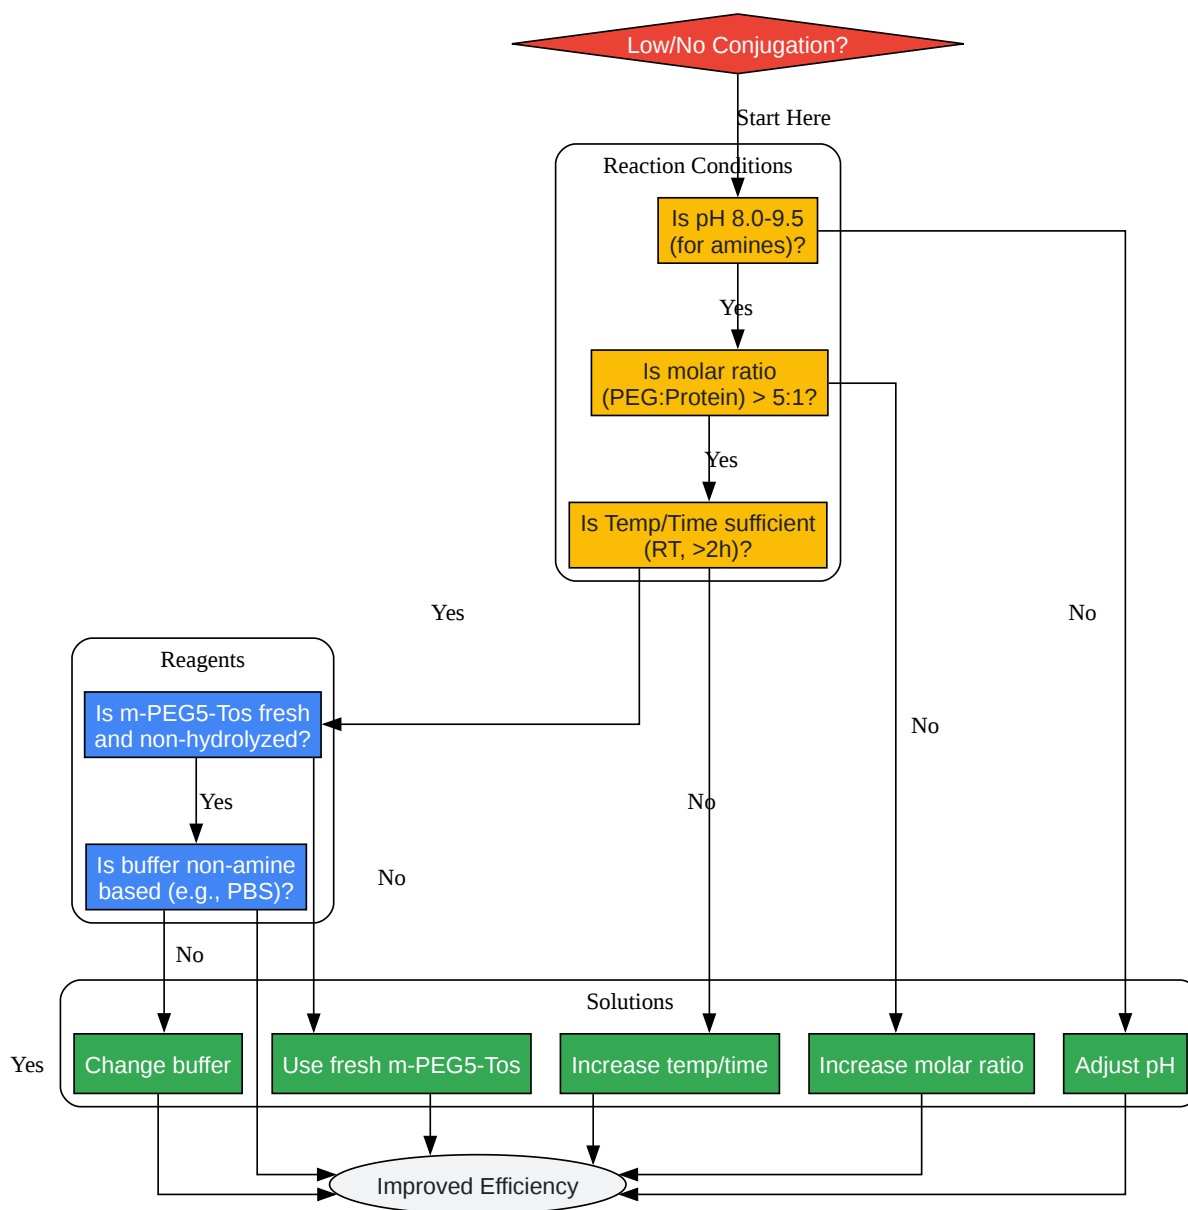 Low/No Conjugation?
Start Here
Reaction Conditions
Is pH 8.0-9.5
(for amines)?
Yes
Is molar ratio
(PEG:Protein) > 5:1?
Yes
Is Temp/Time sufficient
(RT, >2h)?
Yes
No
Reagents
Is m-PEG5-Tos fresh
and non-hydrolyzed?
No
Yes
No
Is buffer non-amine
based (e.g., PBS)?
No
No
Solutions
Yes
Change buffer
Use fresh m-PEG5-Tos
Increase temp/time
Increase molar ratio
Adjust pH
Improved Efficiency